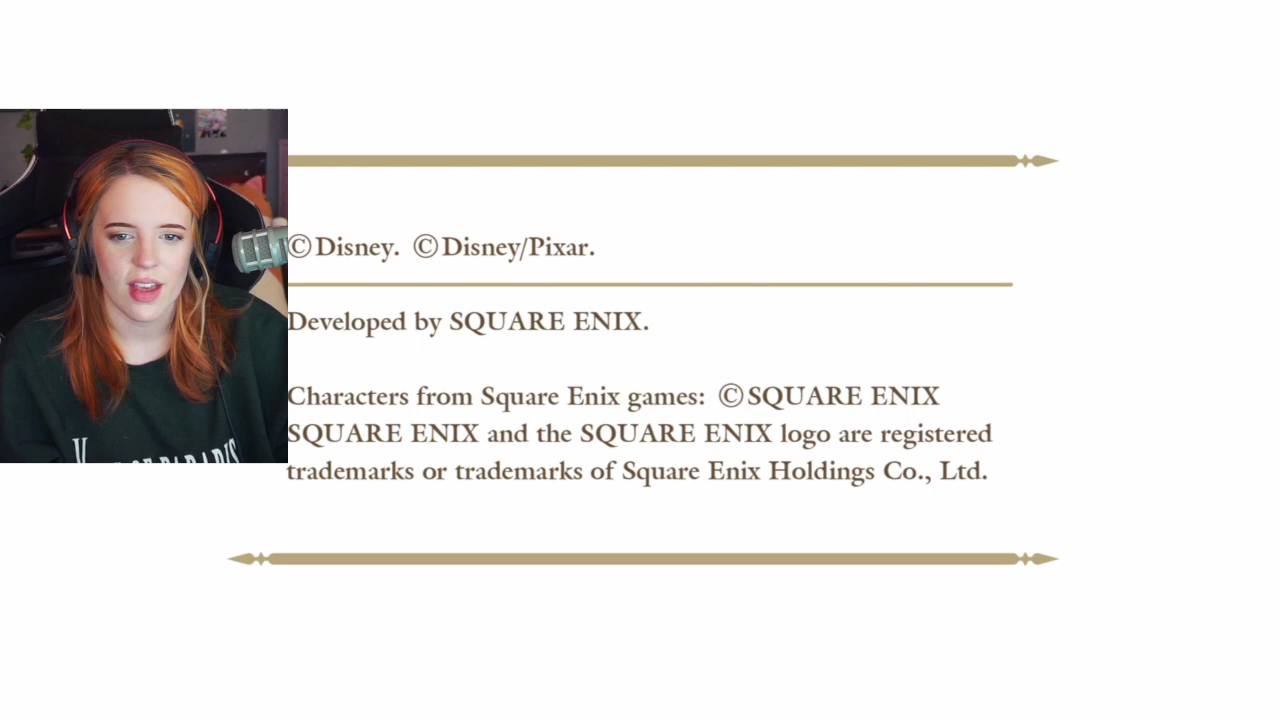 ©Disney. ©Disney/Pixar.
Developed by SQUARE ENIX.
Characters from Square Enix games: ©SQUARE ENIX
SQUARE ENIX and the SQUARE ENIX logo are registered
trademarks or trademarks of Square Enix Holdings Co., Ltd.